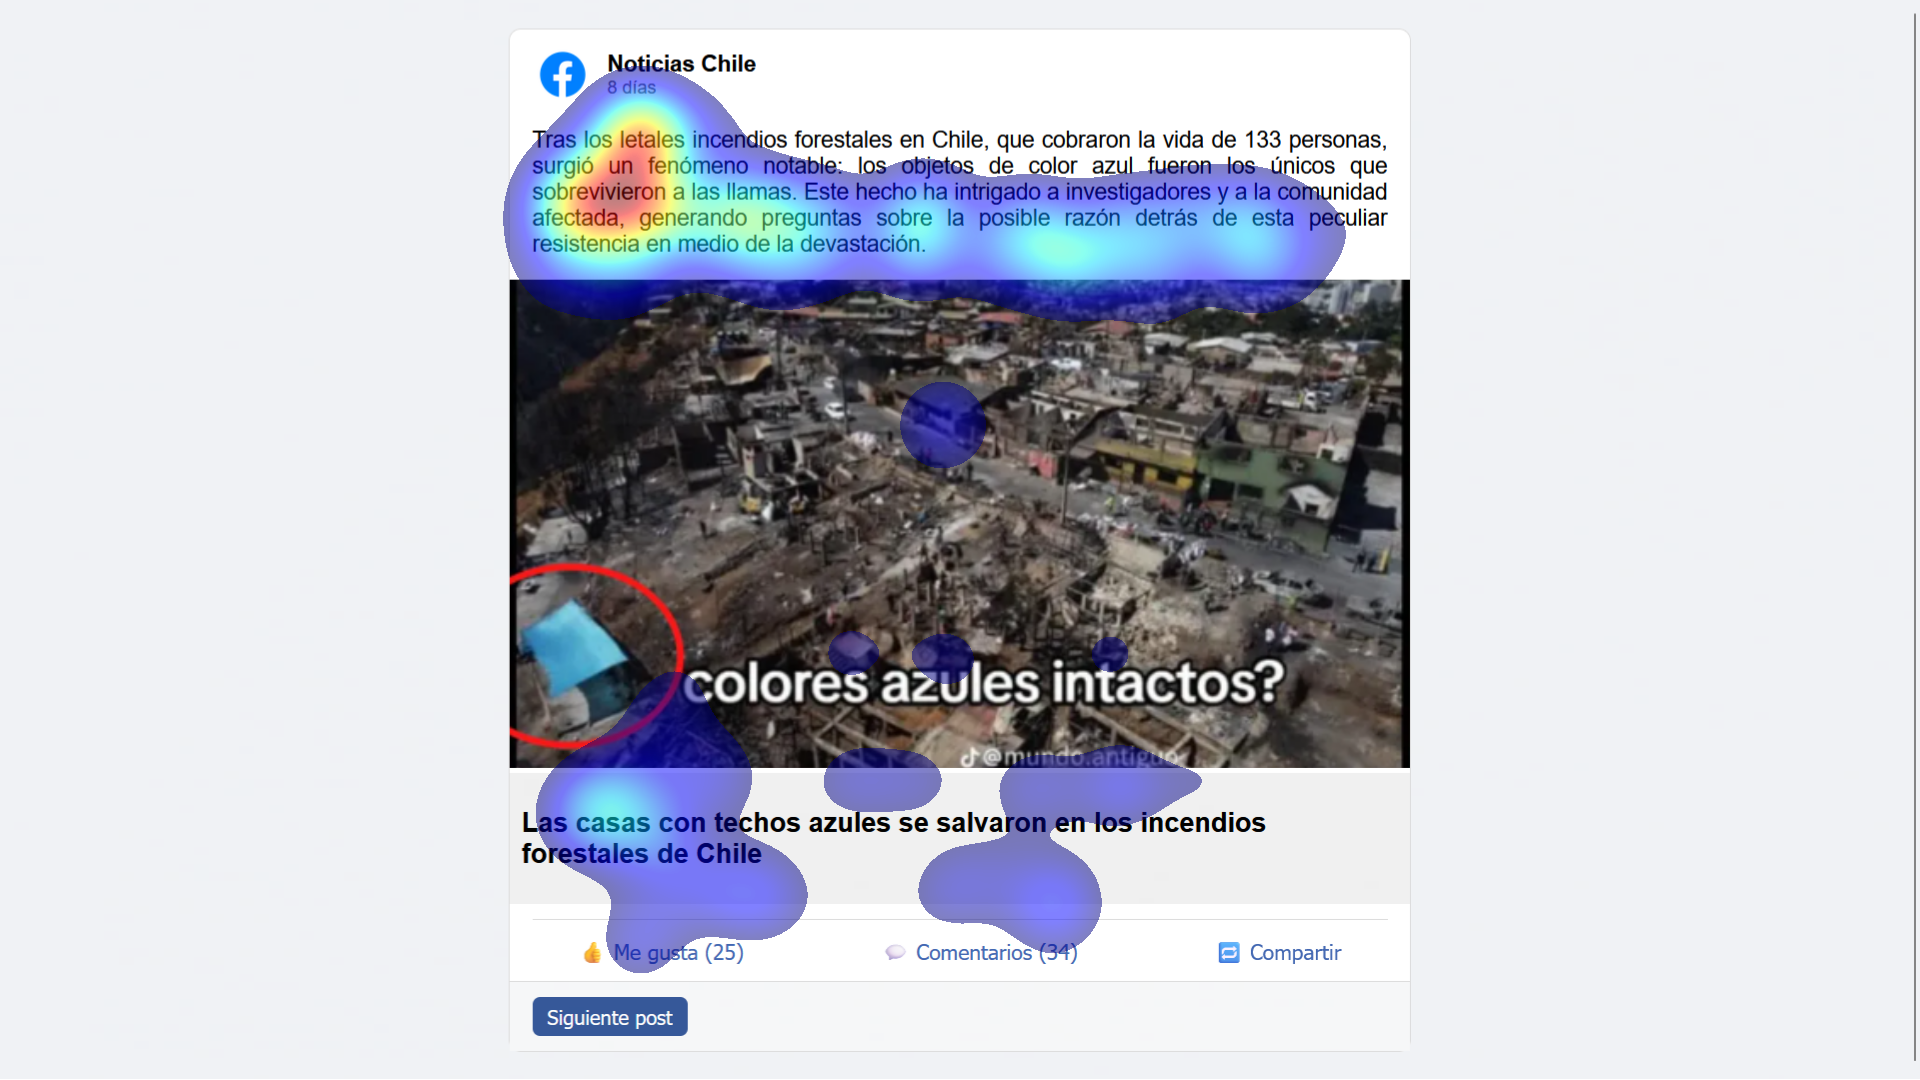 Noticias Chile
8 días
Tras los letales incendios forestales en Chile, que cobraron la vida de 133 personas,
surgió un fenómeno notable: los objetos de color azul fueron los únicos que
sobrevivieron a las llamas. Este hecho ha intrigado a investigadores y a la comunidad
afectada, generando preguntas sobre la posible razón detrás de esta peculiar
resistencia en medio de la devastación.
colores azules intactos?
@mundo.antiguo
Las casas con techos azules se salvaron en los incendios
forestales de Chile
Me gusta (25)
Comentarios (34)
Compartir
Siguiente post